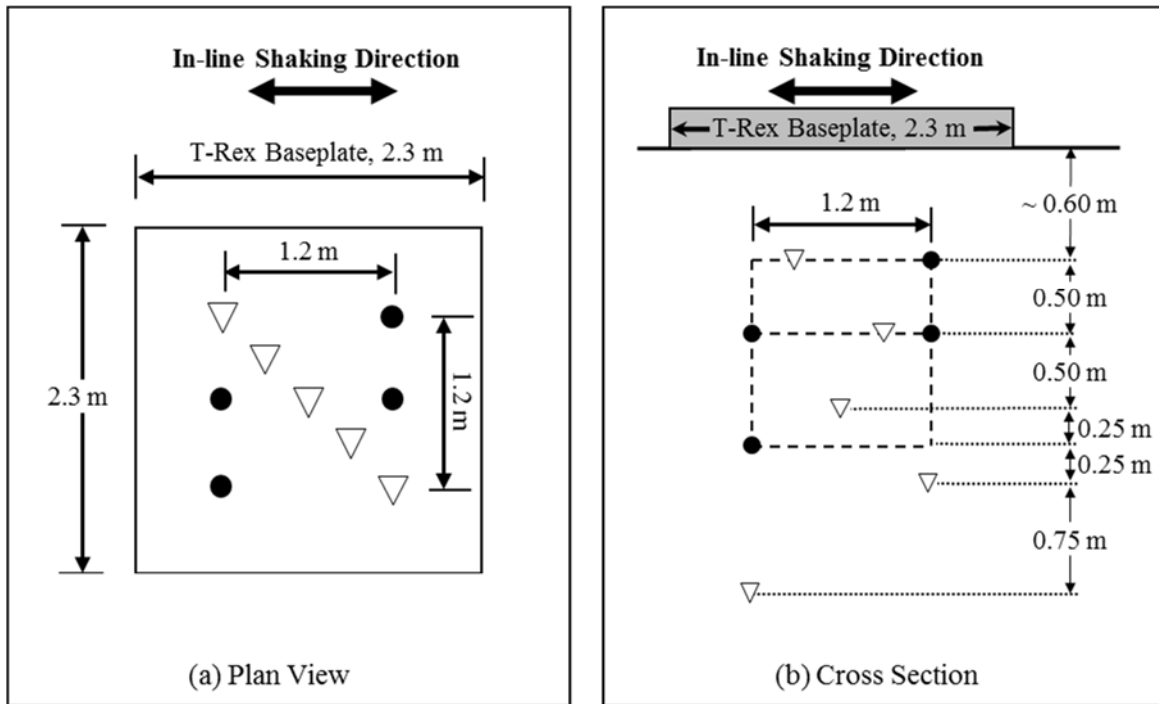 In-line Shaking Direction
T-Rex Baseplate, 2.3 m
1.2 m
2.3 m
1.2 m
(a) Plan View
In-line Shaking Direction
T-Rex Baseplate, 2.3 m
1.2 m
~ 0.60 m
0.50 m
0.50 m
0.25 m
0.25 m
0.75 m
(b) Cross Section